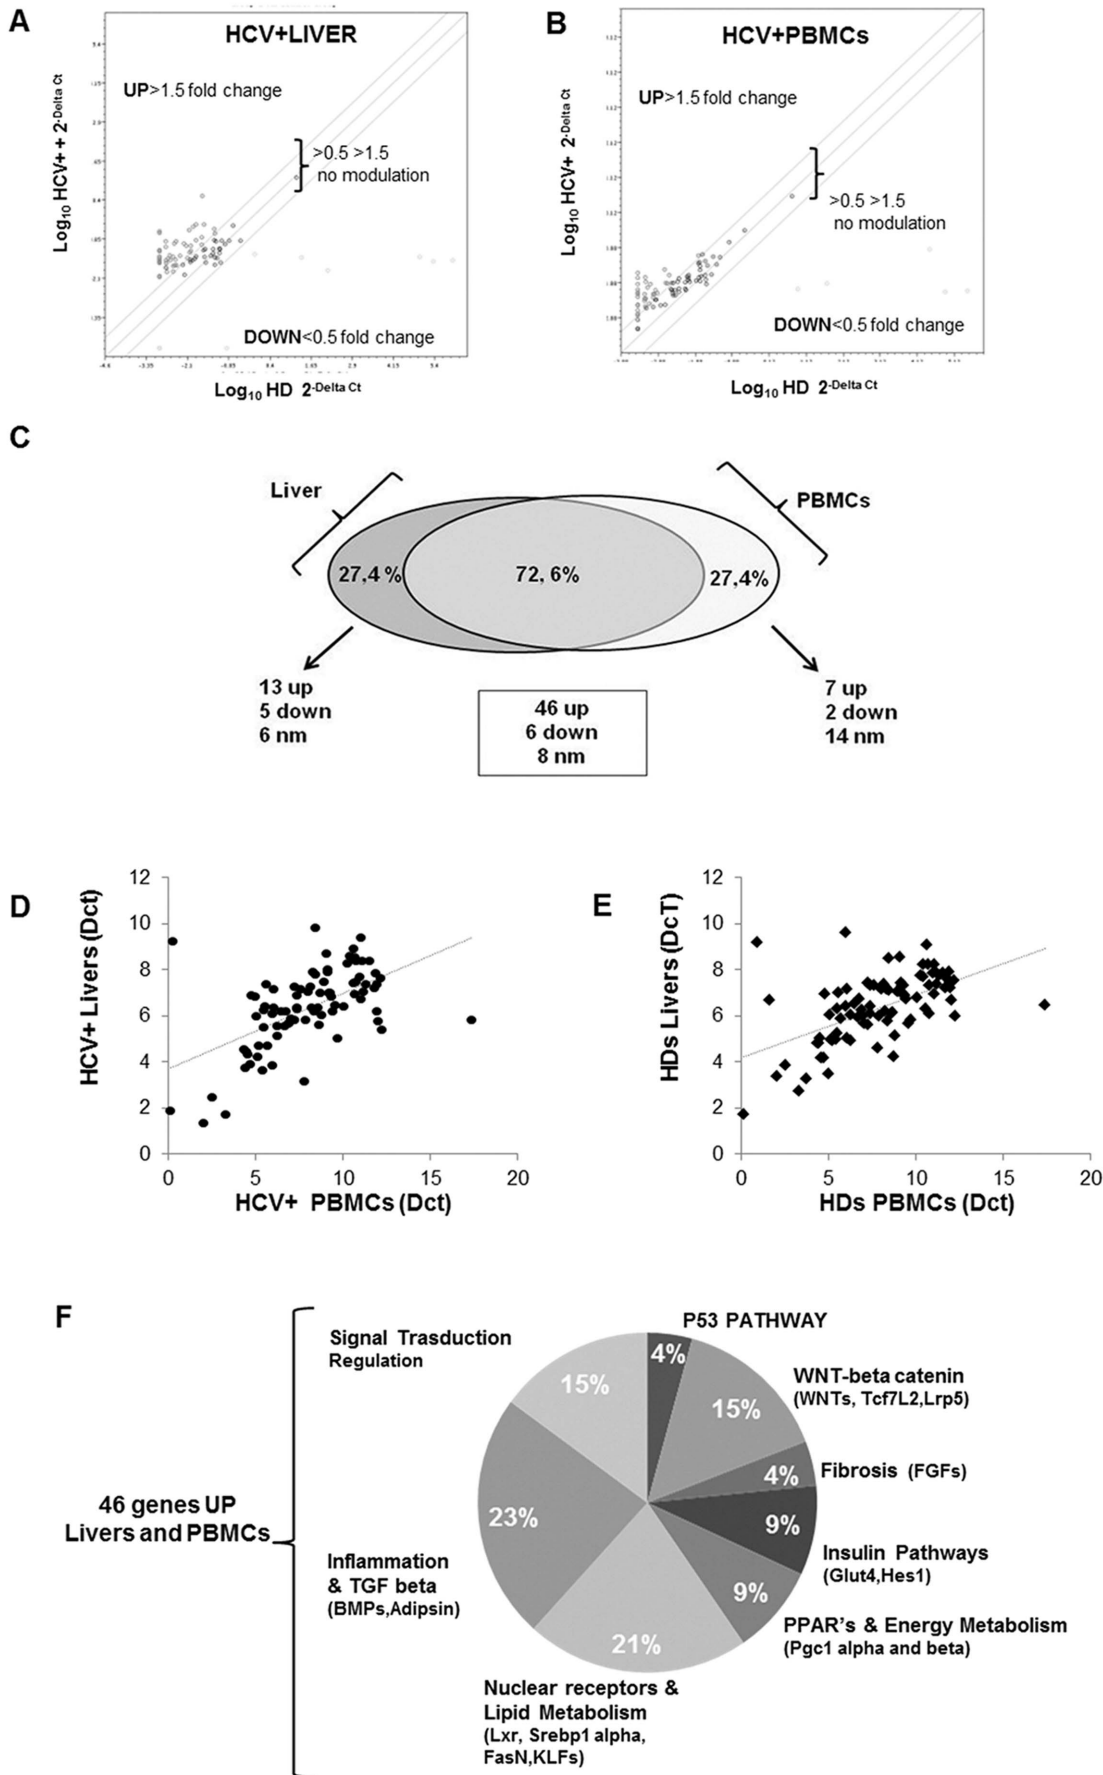 A
HCV+LIVER
UP>1.5 fold change
>0.5 >1.5
no modulation
DOWN<0.5 fold change
Log10 HCV+ + 2-Delta Ct
Log10 HD 2-Delta Ct
B
HCV+PBMCs
UP>1.5 fold change
>0.5 >1.5
no modulation
DOWN<0.5 fold change
Log10 HCV+ 2-Delta Ct
Log10 HD 2-Delta Ct
C
Liver
PBMCs
27,4 %
72, 6%
27,4%
13 up
5 down
6 nm
46 up
6 down
8 nm
7 up
2 down
14 nm
D
HCV+ Livers (Dct)
12
10
8
6
4
2
0
0 5 10 15 20
HCV+ PBMCs (Dct)
E
HDs Livers (DcT)
12
10
8
6
4
2
0
0 5 10 15 20
HDs PBMCs (Dct)
F
46 genes UP
Livers and PBMCs
Signal Trasduction
Regulation
15%
P53 PATHWAY
4%
WNT-beta catenin
(WNTs, Tcf7L2,Lrp5)
15%
Fibrosis (FGFs)
4%
Insulin Pathways
(Glut4,Hes1)
9%
PPAR's & Energy Metabolism
(Pgc1 alpha and beta)
9%
Nuclear receptors &
Lipid Metabolism
(Lxr, Srebp1 alpha,
FasN,KLFs)
21%
Inflammation
& TGF beta
(BMPs,Adipsin)
23%